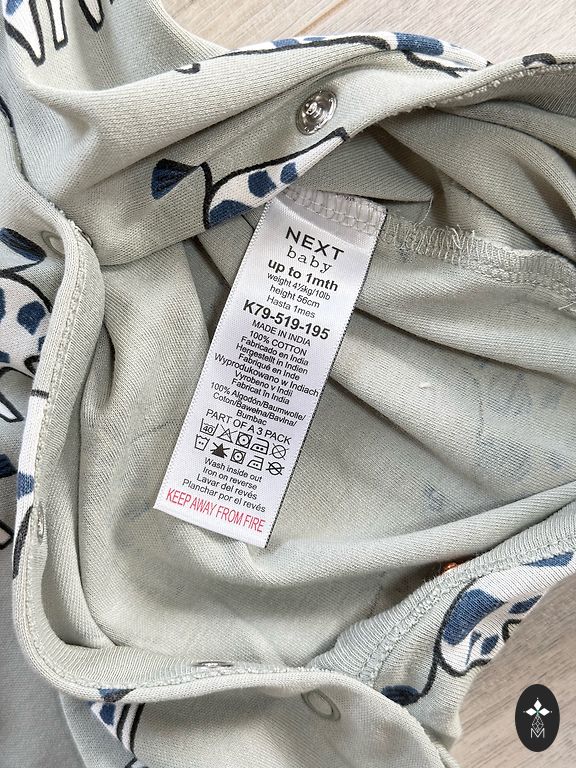 NEXT
baby
up to 1mth
weight 4½kg/10lb
height 56cm
Hasta 1mes
K79-519-195
MADE IN INDIA
100% COTTON
Fabricado en Indien
Hergestellt in Indien
Fabriqué en Inde
Wyprodukowano w Indiach
Vyrobeno v Indii
Fabricat în India
100% Algodón/Baumwolle/
Coton/Bawełna/Bavlna/
Bumbac
PART OF A 3 PACK
40
Wash inside out
Iron on reverse
Lavar del revés
Planchar por el revés
KEEP AWAY FROM FIRE
M